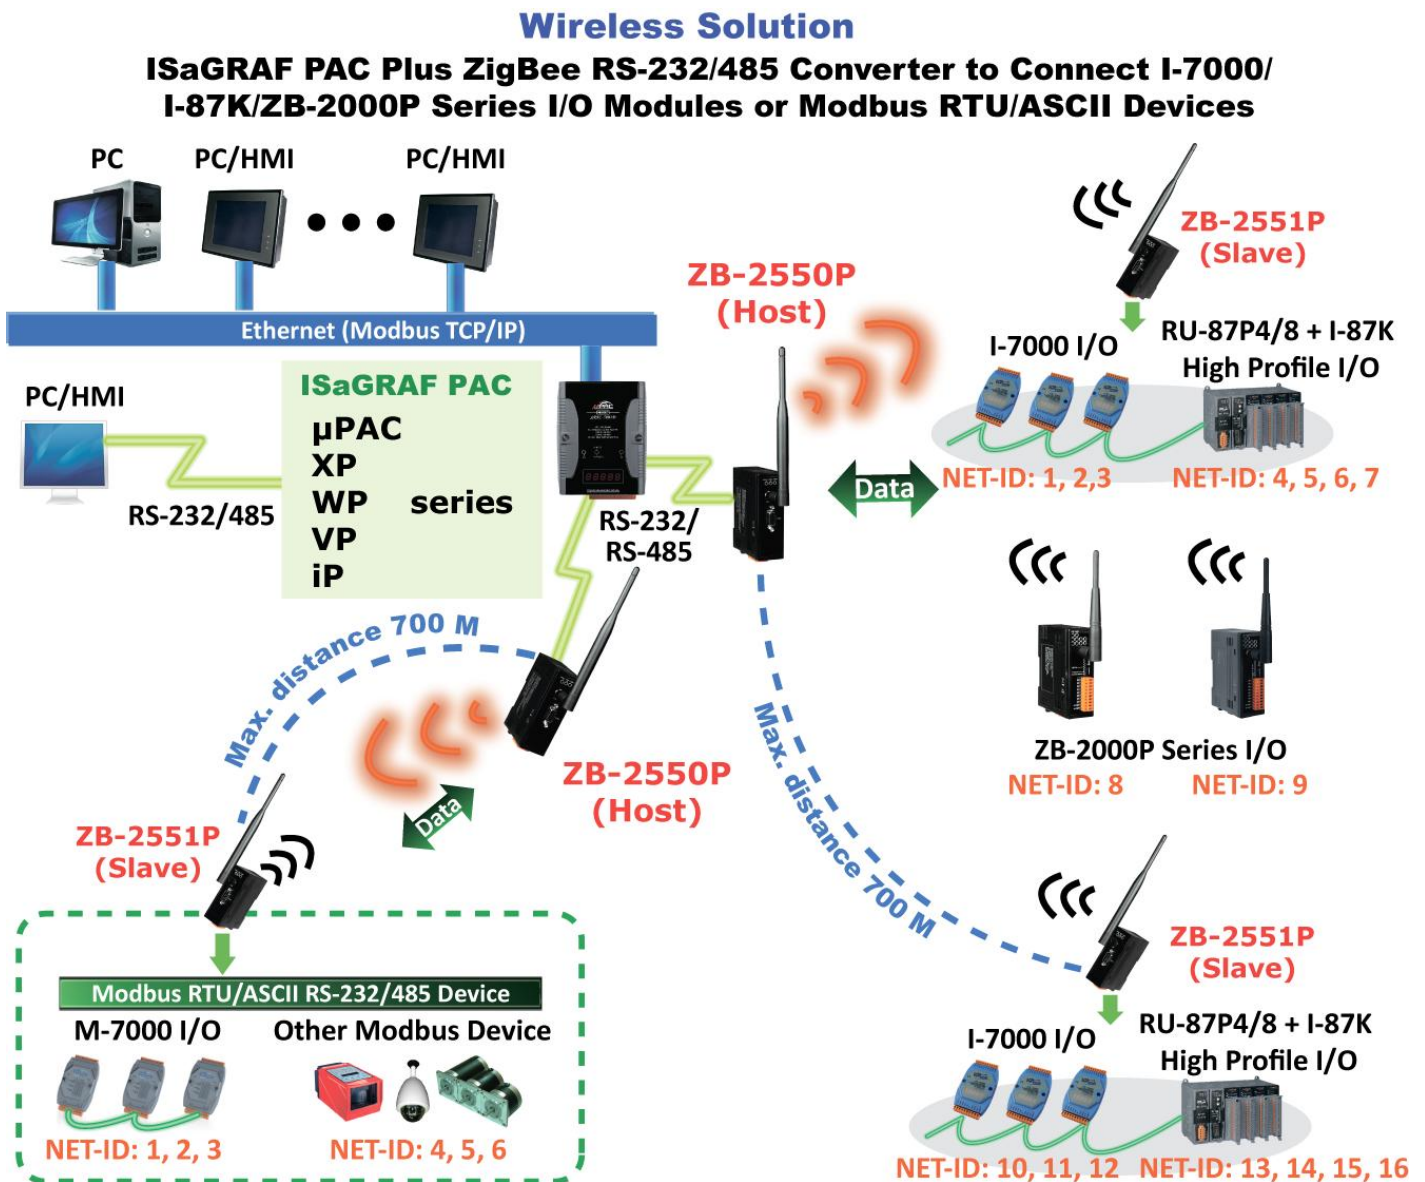 Wireless Solution
ISaGRAF PAC Plus ZigBee RS-232/485 Converter to Connect I-7000/
I-87K/ZB-2000P Series I/O Modules or Modbus RTU/ASCII Devices
PC
PC/HMI
PC/HMI
Ethernet (Modbus TCP/IP)
PC/HMI
RS-232/485
ISaGRAF PAC
µPAC
XP
WP series
VP
iP
RS-232/
RS-485
ZB-2550P
(Host)
Data
ZB-2551P
(Slave)
I-7000 I/O
RU-87P4/8 + I-87K
High Profile I/O
NET-ID: 1, 2,3
NET-ID: 4, 5, 6, 7
ZB-2000P Series I/O
NET-ID: 8
NET-ID: 9
Max. distance 700 M
ZB-2550P
(Host)
Data
Max. distance 700 M
ZB-2551P
(Slave)
Modbus RTU/ASCII RS-232/485 Device
M-7000 I/O
Other Modbus Device
NET-ID: 1, 2, 3
NET-ID: 4, 5, 6
ZB-2551P
(Slave)
I-7000 I/O
RU-87P4/8 + I-87K
High Profile I/O
NET-ID: 10, 11, 12
NET-ID: 13, 14, 15, 16